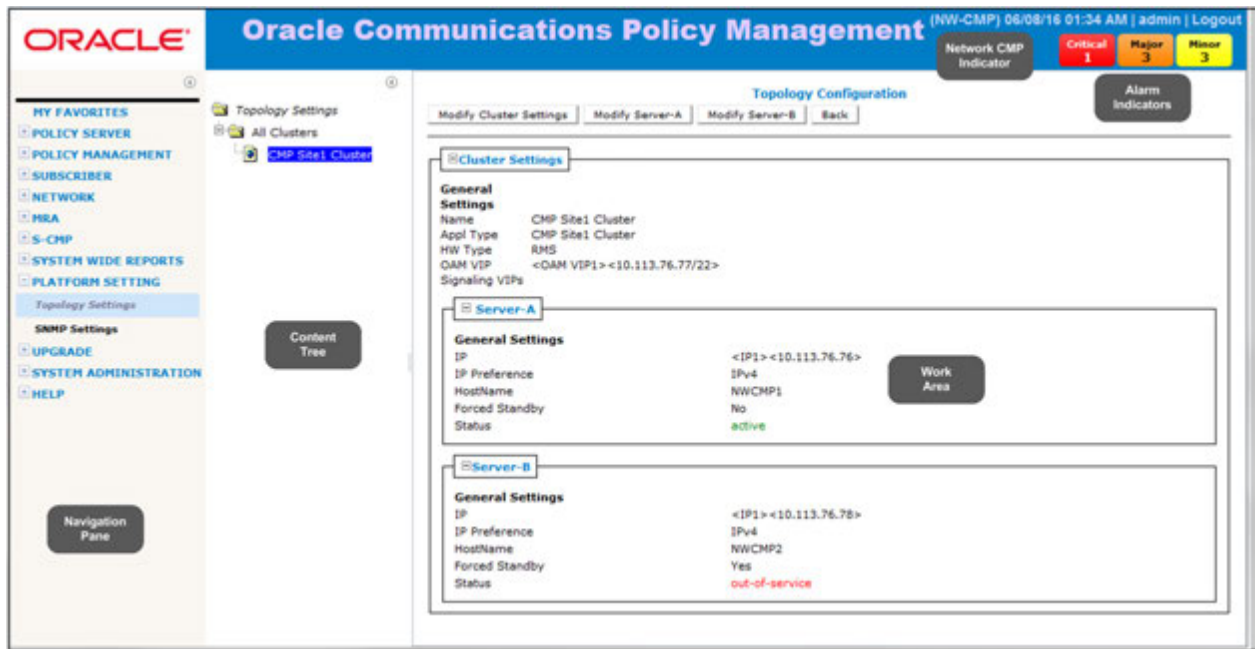 ORACLE®
Oracle Communications Policy Management
(NW-CMP) 06/08/16 01:34 AM | admin | Logout
Network CMP
Indicator
Critical
1
Major
3
Minor
3
Alarm
Indicators
MY FAVORITES
POLICY SERVER
POLICY MANAGEMENT
SUBSCRIBER
NETWORK
MRA
S-CMP
SYSTEM WIDE REPORTS
PLATFORM SETTING
Topology Settings
SNMP Settings
UPGRADE
SYSTEM ADMINISTRATION
HELP
Navigation
Pane
Topology Settings
All Clusters
CMP Site1 Cluster
Content
Tree
Topology Configuration
Modify Cluster Settings Modify Server-A Modify Server-B Back
Cluster Settings
General
Settings
Name CMP Site1 Cluster
Appl Type CMP Site1 Cluster
HW Type RMS
OAM VIP <OAM VIP1><10.113.76.77/22>
Signaling VIPs
Server-A
General Settings
IP <IP1><10.113.76.76>
IP Preference IPv4
HostName NWCMP1
Forced Standby No
Status active
Work
Area
Server-B
General Settings
IP <IP1><10.113.76.78>
IP Preference IPv4
HostName NWCMP2
Forced Standby Yes
Status out-of-service